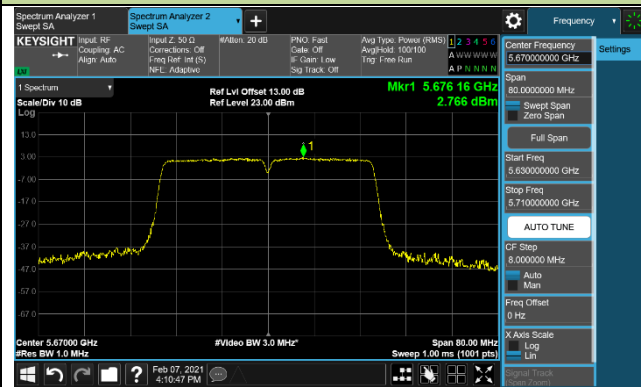 Spectrum Analyzer 1
Swept SA
Spectrum Analyzer 2
Swept SA
+
Frequency
KEYSIGHT
Input: RF
Coupling: AC
Align: Auto
Input Z: 50 Ω
Corrections: Off
Freq Ref: Int (S)
NFE: Adaptive
#Atten: 20 dB
PNO: Fast
Gate: Off
IF Gain: Low
Sig Track: Off
Avg Type: Power (RMS)
Avg|Hold: 100/100
Trig: Free Run
1 2 3 4 5 6
A W W W W W
A P N N N N
LXI
1 Spectrum
Scale/Div 10 dB
Log
Ref Lvl Offset 13.00 dB
Ref Level 23.00 dBm
Mkr1 5.676 16 GHz
2.766 dBm
13.0
3.00
-7.00
-17.0
-27.0
-37.0
-47.0
-57.0
-67.0
1
Center 5.67000 GHz
#Res BW 1.0 MHz
#Video BW 3.0 MHz*
Span 80.00 MHz
Sweep 1.00 ms (1001 pts)
Feb 07, 2021
4:10:47 PM
?
Center Frequency
5.670000000 GHz
Settings
Span
80.0000000 MHz
Swept Span
Zero Span
Full Span
Start Freq
5.630000000 GHz
Stop Freq
5.710000000 GHz
AUTO TUNE
CF Step
8.000000 MHz
Auto
Man
Freq Offset
0 Hz
X Axis Scale
Log
Lin
Signal Track
(Span Zoom)